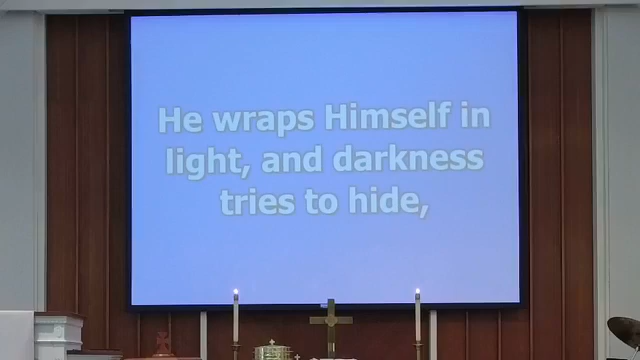 He wraps Himself in
light, and darkness
tries to hide,